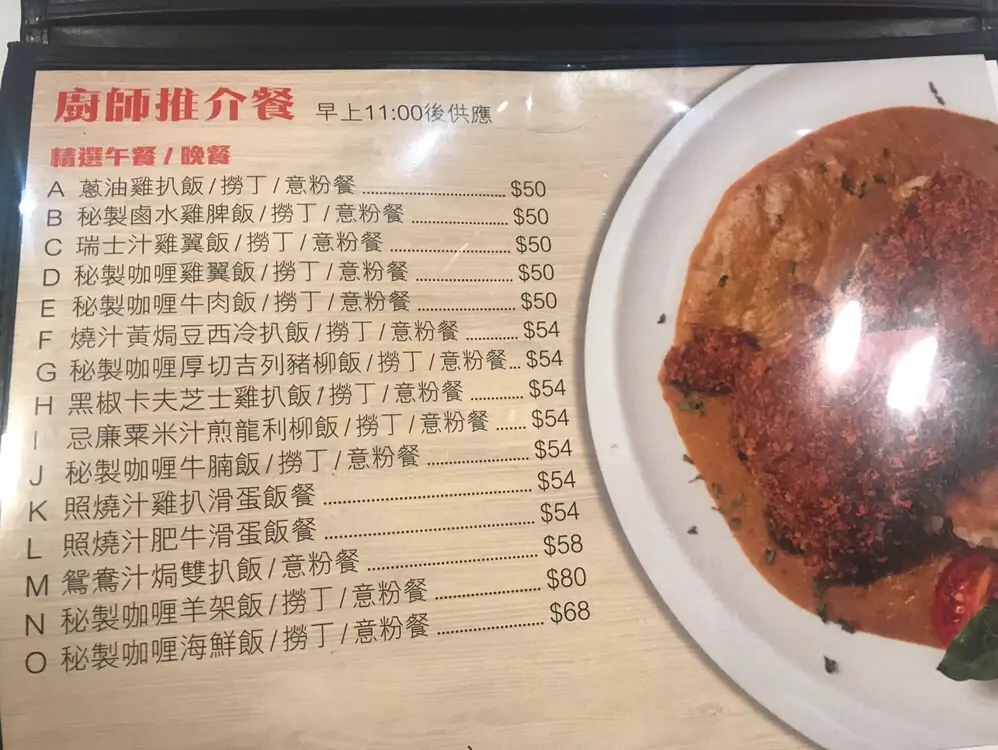 廚師推介餐 早上11:00後供應
精選午餐 / 晚餐
A 蔥油雞扒飯/撈丁/意粉餐 $50
B 秘製鹵水雞脾飯/撈丁/意粉餐 $50
C 瑞士汁雞翼飯/撈丁/意粉餐 $50
D 秘製咖喱雞翼飯/撈丁/意粉餐 $50
E 秘製咖喱牛肉飯/撈丁/意粉餐 $50
F 燒汁黃焗豆西冷扒飯/撈丁/意粉餐 $54
G 秘製咖喱厚切吉列豬柳飯/撈丁/意粉餐 $54
H 黑椒卡夫芝士雞扒飯/撈丁/意粉餐 $54
I 忌廉粟米汁煎龍利柳飯/撈丁/意粉餐 $54
J 秘製咖喱牛腩飯/撈丁/意粉餐 $54
K 照燒汁雞扒滑蛋飯餐 $54
L 照燒汁肥牛滑蛋飯餐 $54
M 鴛鴦汁焗雙扒飯/意粉餐 $58
N 秘製咖喱羊架飯/撈丁/意粉餐 $80
O 秘製咖喱海鮮飯/撈丁/意粉餐 $68